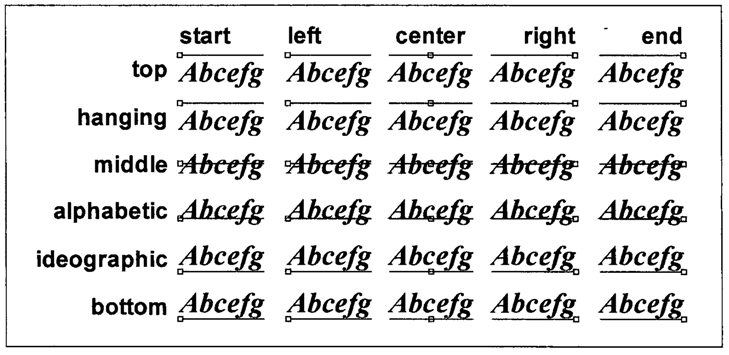 start left center right end
top Abcefg Abcefg Abcefg Abcefg Abcefg
hanging Abcefg Abcefg Abcefg Abcefg Abcefg
middle Abcefg Abcefg Abcefg Abcefg Abcefg
alphabetic Abcefg Abcefg Abcefg Abcefg Abcefg
ideographic Abcefg Abcefg Abcefg Abcefg Abcefg
bottom Abcefg Abcefg Abcefg Abcefg Abcefg